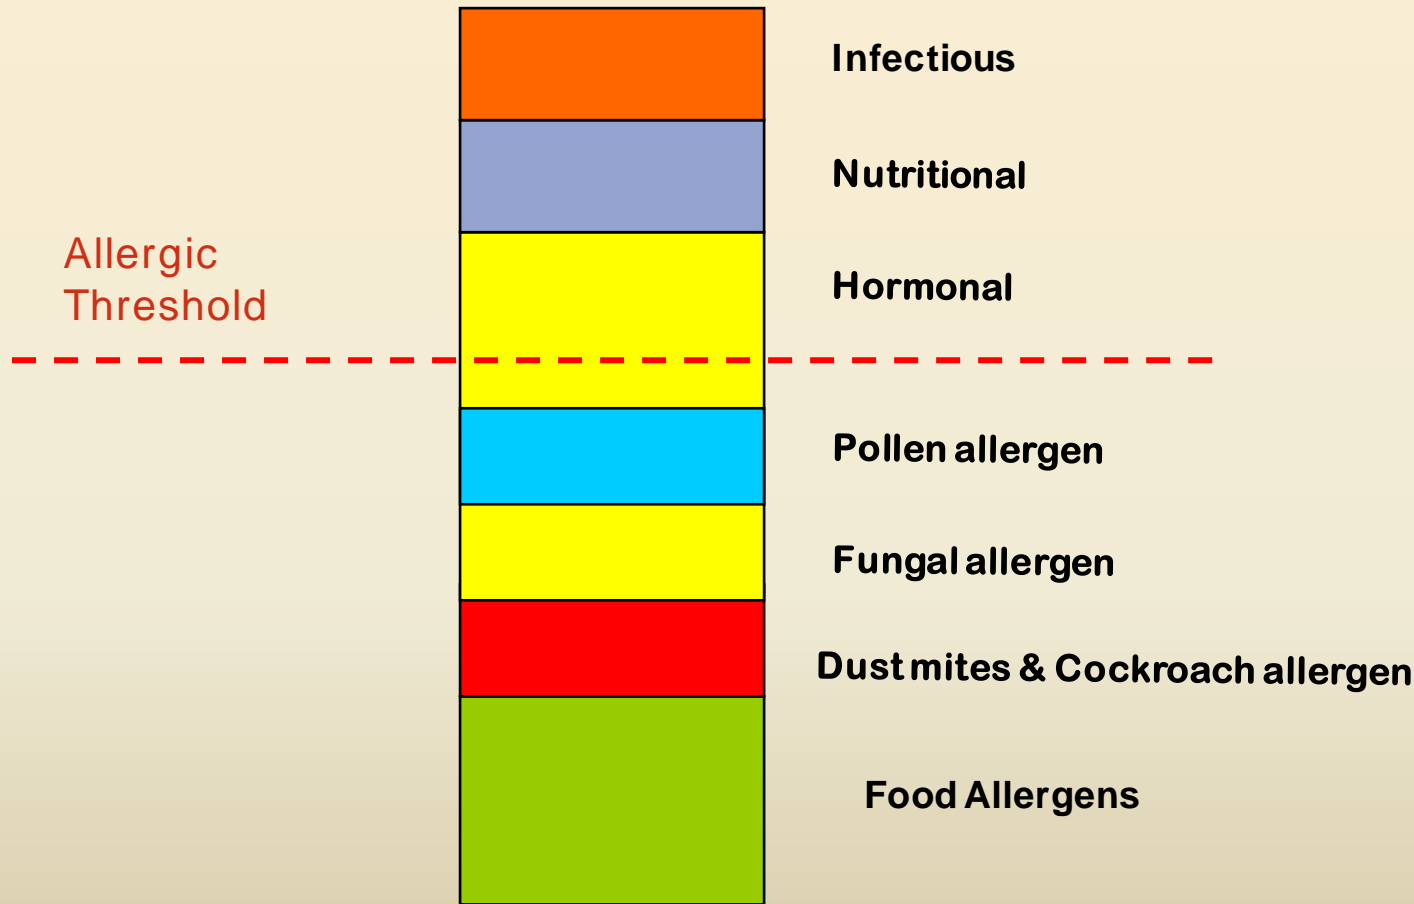 Infectious
Nutritional
Allergic
Threshold
Hormonal
Pollen allergen
Fungal allergen
Dust mites & Cockroach allergen
Food Allergens